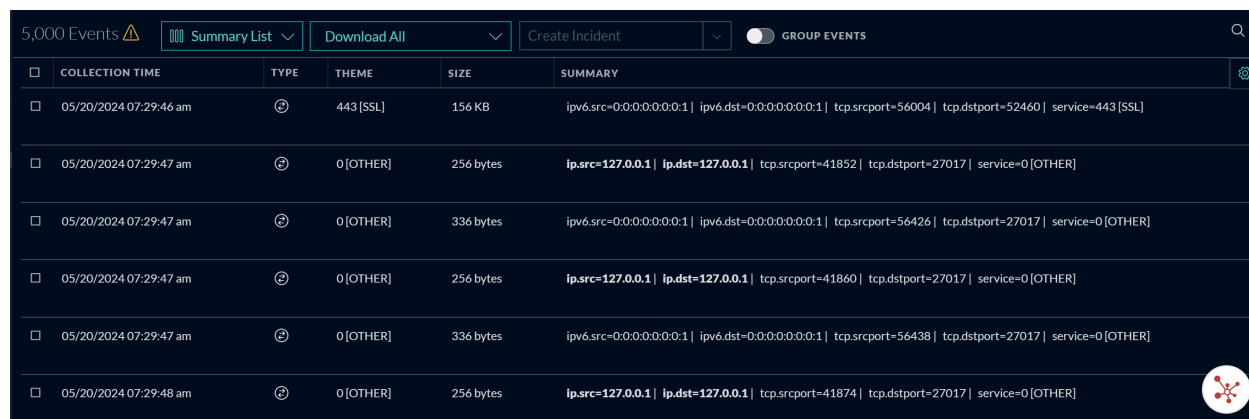 5,000 Events Summary List Download All Create Incident GROUP EVENTS
COLLECTION TIME TYPE THEME SIZE SUMMARY
05/20/2024 07:29:46 am 443 [SSL] 156 KB ipv6.src=0:0:0:0:0:0:0:1 | ipv6.dst=0:0:0:0:0:0:0:1 | tcp.srcport=56004 | tcp.dstport=52460 | service=443 [SSL]
05/20/2024 07:29:47 am 0 [OTHER] 256 bytes ip.src=127.0.0.1 | ip.dst=127.0.0.1 | tcp.srcport=41852 | tcp.dstport=27017 | service=0 [OTHER]
05/20/2024 07:29:47 am 0 [OTHER] 336 bytes ipv6.src=0:0:0:0:0:0:0:1 | ipv6.dst=0:0:0:0:0:0:0:1 | tcp.srcport=56426 | tcp.dstport=27017 | service=0 [OTHER]
05/20/2024 07:29:47 am 0 [OTHER] 256 bytes ip.src=127.0.0.1 | ip.dst=127.0.0.1 | tcp.srcport=41860 | tcp.dstport=27017 | service=0 [OTHER]
05/20/2024 07:29:47 am 0 [OTHER] 336 bytes ipv6.src=0:0:0:0:0:0:0:1 | ipv6.dst=0:0:0:0:0:0:0:1 | tcp.srcport=56438 | tcp.dstport=27017 | service=0 [OTHER]
05/20/2024 07:29:48 am 0 [OTHER] 256 bytes ip.src=127.0.0.1 | ip.dst=127.0.0.1 | tcp.srcport=41874 | tcp.dstport=27017 | service=0 [OTHER]